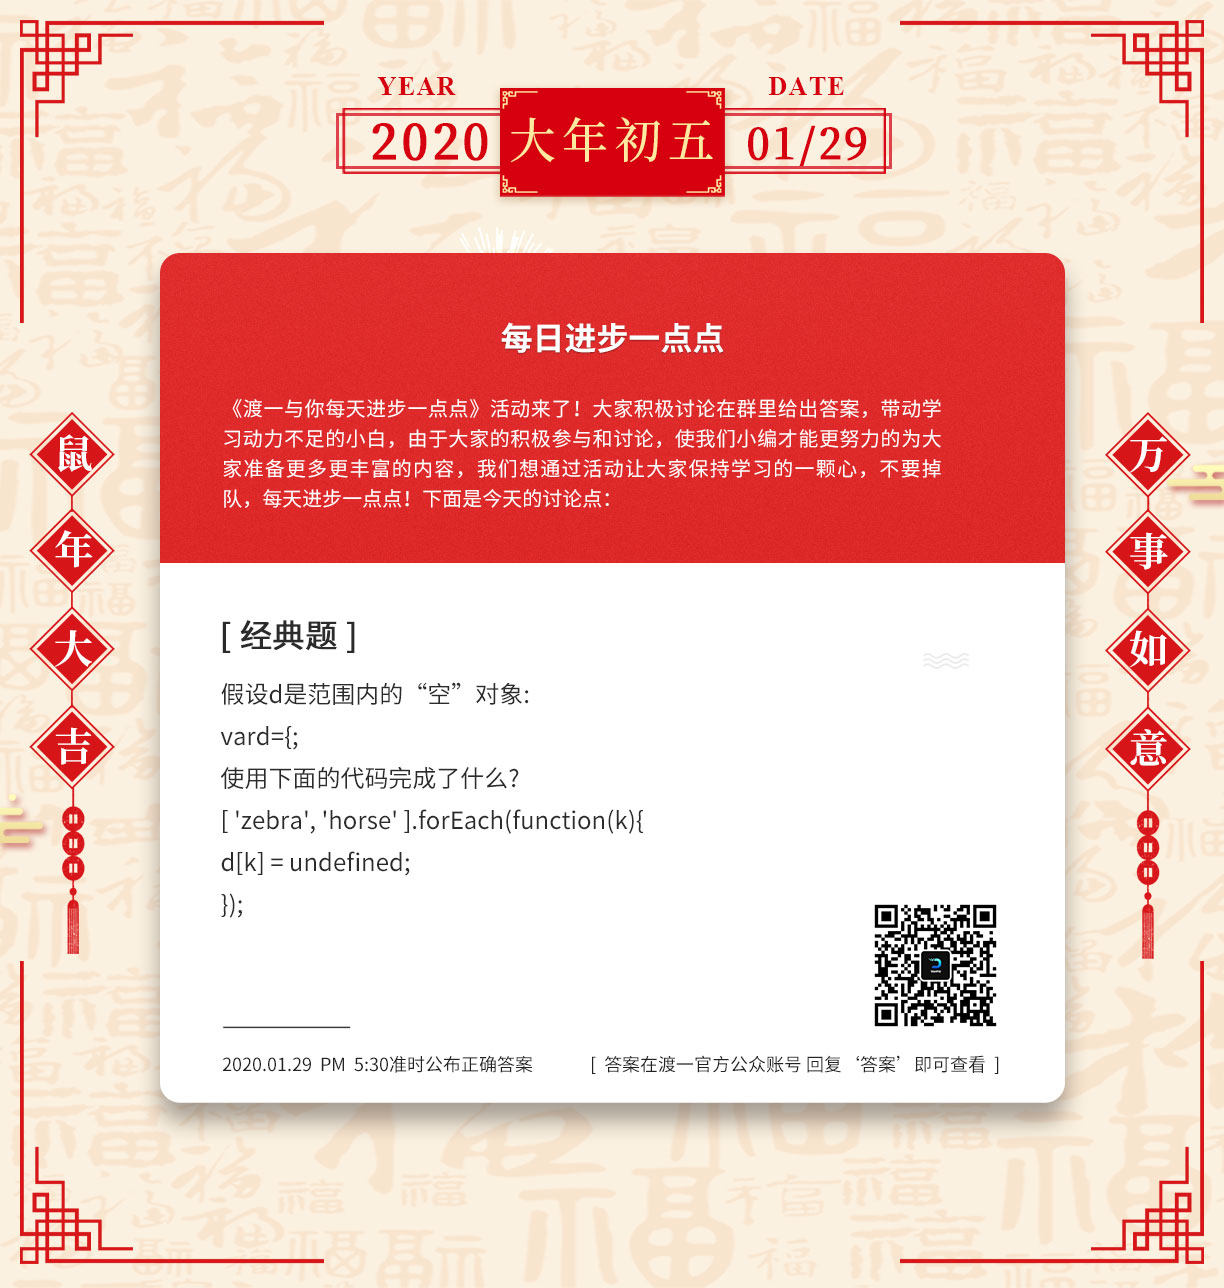 YEAR
DATE
2020
大年初五
01/29
每日进步一点点
《渡一与你每天进步一点点》活动来了！大家积极讨论在群里给出答案，带动学
习动力不足的小白，由于大家的积极参与和讨论，使我们小编才能更努力的为大
家准备更多更丰富的内容，我们想通过活动让大家保持学习的一颗心，不要掉
队，每天进步一点点！下面是今天的讨论点：
鼠年大吉
万事如意
[ 经典题 ]
假设d是范围内的“空”对象:
vard={;
使用下面的代码完成了什么?
[ 'zebra', 'horse' ].forEach(function(k){
d[k] = undefined;
});
2020.01.29 PM 5:30准时公布正确答案
[ 答案在渡一官方公众账号 回复‘答案’即可查看 ]